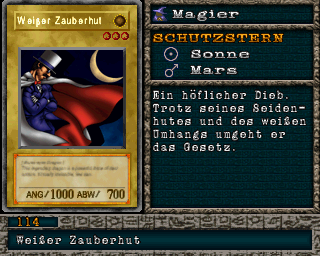 Weißer Zauberhut
ANG/ 1000 ABW/ 700
Magier
SCHUTZSTERN
Sonne
Mars
Ein höflicher Dieb.
Trotz seines Seiden-
hutes und des weißen
Umhangs umgeht er
das Gesetz.
114
Weißer Zauberhut